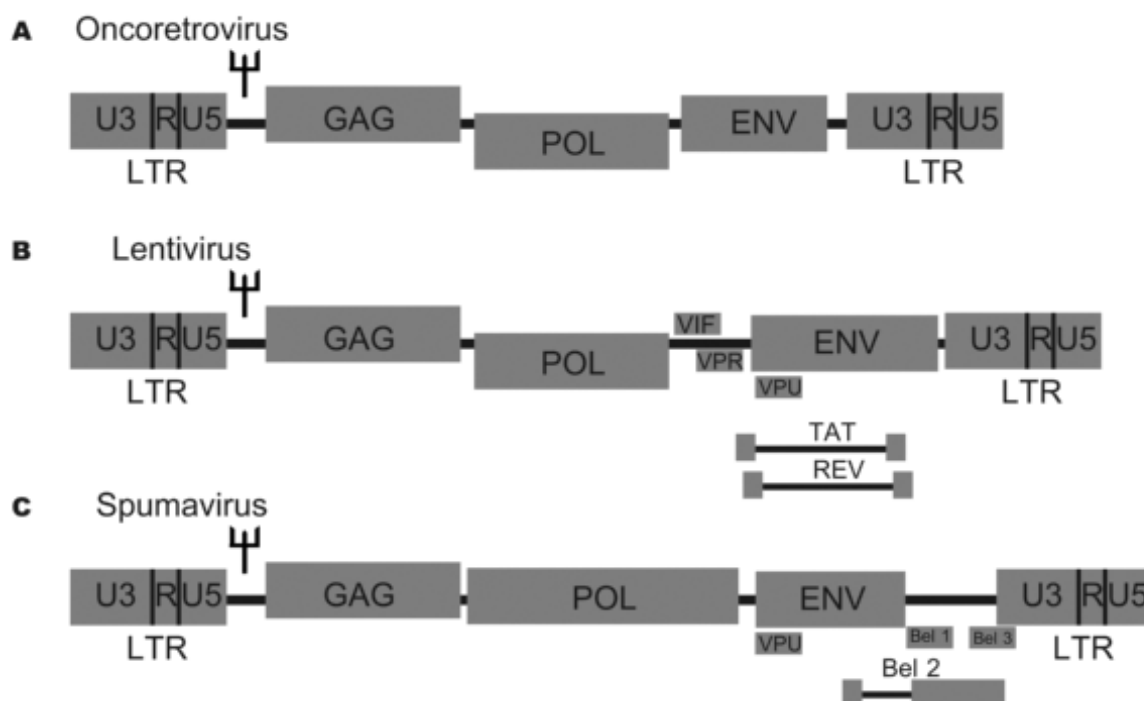 A Oncoretrovirus
Ψ
U3 R U5 GAG POL ENV U3 R U5
LTR LTR
B Lentivirus
Ψ
U3 R U5 GAG POL VIF VPR ENV U3 R U5
LTR VPU LTR
TAT
REV
C Spumavirus
Ψ
U3 R U5 GAG POL ENV U3 R U5
LTR VPU Bel 1 Bel 3 LTR
Bel 2